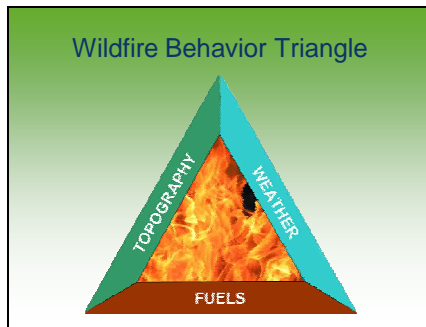 Wildfire Behavior Triangle
TOPOGRAPHY
WEATHER
FUELS